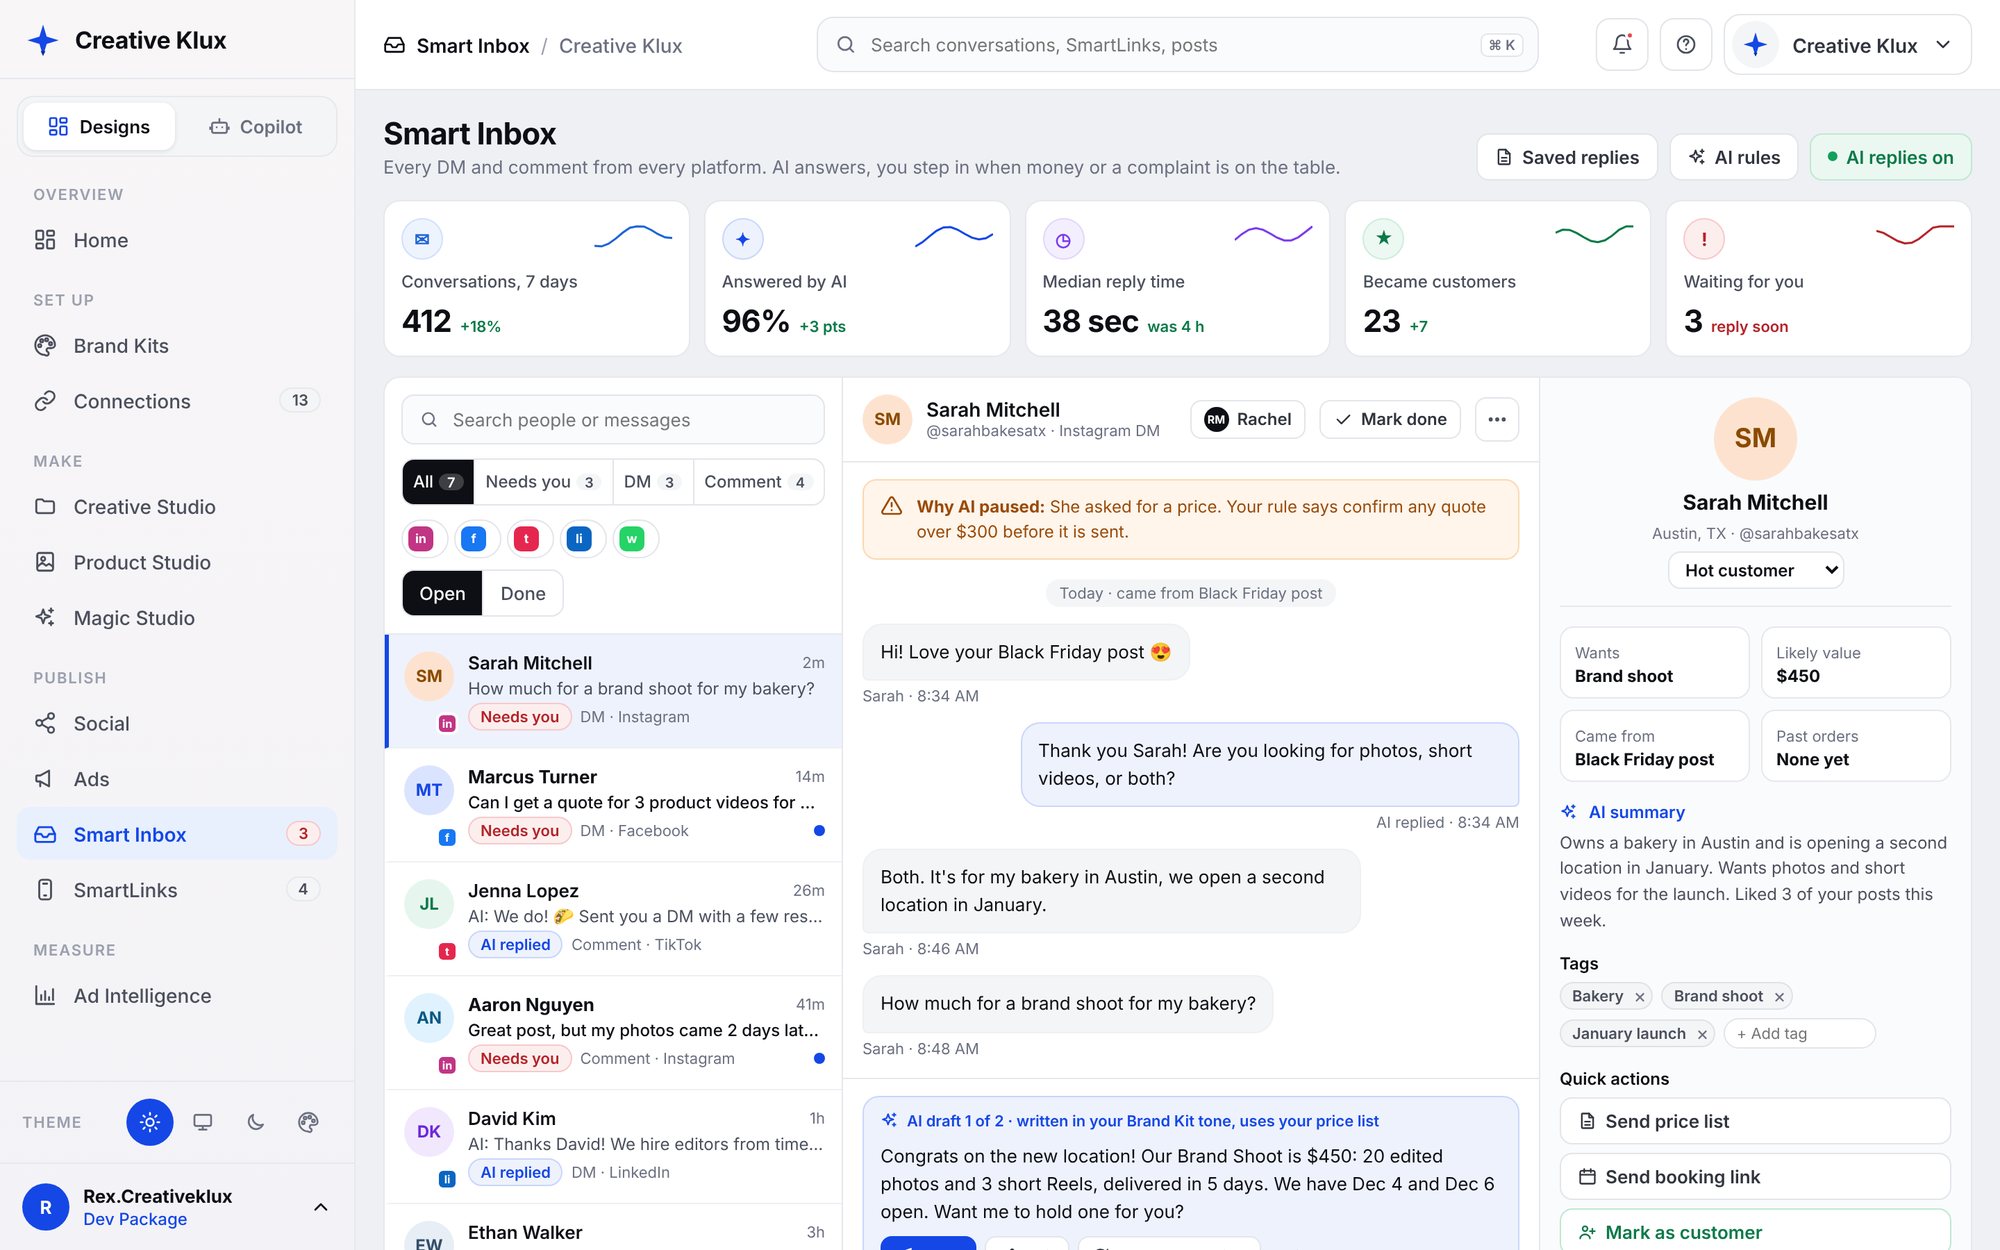 Creative Klux
Designs
Copilot
OVERVIEW
Home
SET UP
Brand Kits
Connections 13
MAKE
Creative Studio
Product Studio
Magic Studio
PUBLISH
Social
Ads
Smart Inbox 3
SmartLinks 4
MEASURE
Ad Intelligence
THEME
R
Rex.Creativeklux
Dev Package
Smart Inbox / Creative Klux
Search conversations, SmartLinks, posts
⌘ K
Creative Klux
Smart Inbox
Every DM and comment from every platform. AI answers, you step in when money or a complaint is on the table.
Saved replies
AI rules
AI replies on
Conversations, 7 days
412 +18%
Answered by AI
96% +3 pts
Median reply time
38 sec was 4 h
Became customers
23 +7
!
Waiting for you
3 reply soon
Search people or messages
All 7
Needs you 3
DM 3
Comment 4
in
f
t
li
w
Open
Done
SM
Sarah Mitchell 2m
How much for a brand shoot for my bakery?
in
Needs you DM · Instagram
MT
Marcus Turner 14m
Can I get a quote for 3 product videos for ...
f
Needs you DM · Facebook
JL
Jenna Lopez 26m
AI: We do! 🌮 Sent you a DM with a few res...
t
AI replied Comment · TikTok
AN
Aaron Nguyen 41m
Great post, but my photos came 2 days lat...
in
Needs you Comment · Instagram
DK
David Kim 1h
AI: Thanks David! We hire editors from time...
li
AI replied DM · LinkedIn
EW
Ethan Walker 3h
SM
Sarah Mitchell
@sarahbakesatx · Instagram DM
RM Rachel
Mark done
Why AI paused: She asked for a price. Your rule says confirm any quote
over $300 before it is sent.
Today · came from Black Friday post
Hi! Love your Black Friday post 😍
Sarah · 8:34 AM
Thank you Sarah! Are you looking for photos, short
videos, or both?
AI replied · 8:34 AM
Both. It's for my bakery in Austin, we open a second
location in January.
Sarah · 8:46 AM
How much for a brand shoot for my bakery?
Sarah · 8:48 AM
AI draft 1 of 2 · written in your Brand Kit tone, uses your price list
Congrats on the new location! Our Brand Shoot is $450: 20 edited
photos and 3 short Reels, delivered in 5 days. We have Dec 4 and Dec 6
open. Want me to hold one for you?
SM
Sarah Mitchell
Austin, TX · @sarahbakesatx
Hot customer
Wants
Brand shoot
Likely value
$450
Came from
Black Friday post
Past orders
None yet
AI summary
Owns a bakery in Austin and is opening a second
location in January. Wants photos and short
videos for the launch. Liked 3 of your posts this
week.
Tags
Bakery ×
Brand shoot ×
January launch ×
+ Add tag
Quick actions
Send price list
Send booking link
Mark as customer